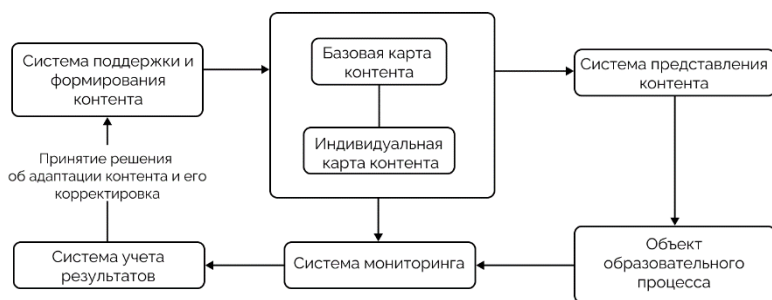 Система поддержки и
формирования
контента
Базовая карта
контента
Индивидуальная
карта контента
Система представления
контента
Принятие решения
об адаптации контента и его
корректировка
Система учета
результатов
Система мониторинга
Объект
образовательного
процесса